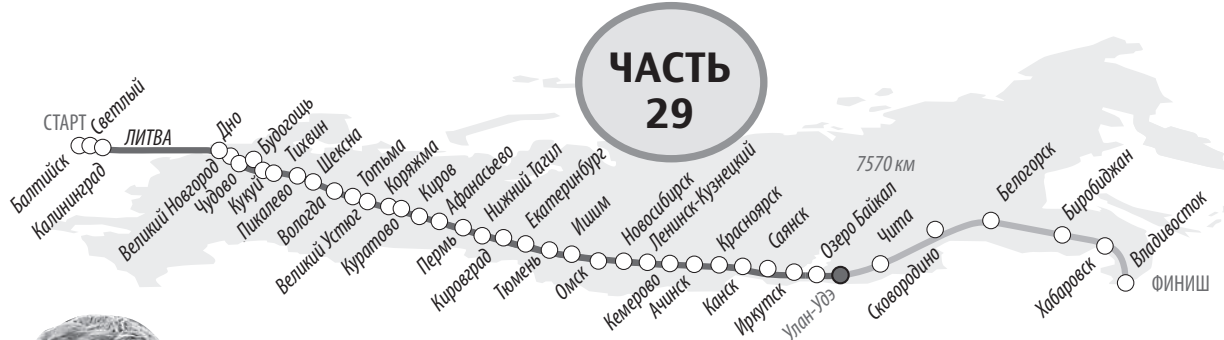 ЧАСТЬ
29
СТАРТ
Балтийск
Светлый
Калининград
ЛИТВА
Дно
Великий Новгород
Чудово
Будогощь
Кукуй
Тихвин
Пикалево
Шексна
Вологда
Тотьма
Великий Устюг
Коряжма
Куратово
Киров
Афанасьево
Пермь
Нижний Тагил
Кировград
Екатеринбург
Тюмень
Ишим
Омск
Новосибирск
Ленинск-Кузнецкий
Кемерово
Ачинск
Красноярск
Канск
Саянск
Иркутск
Озеро Байкал
Улан-Удэ
7570 км
Чита
Сковородино
Белогорск
Биробиджан
Хабаровск
Владивосток
ФИНИШ